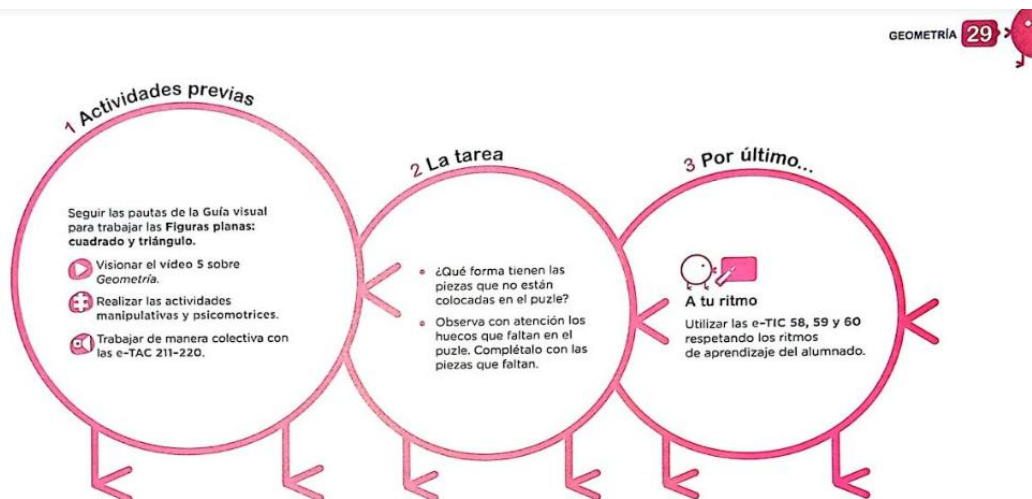 GEOMETRÍA 29
1 Actividades previas
Seguir las pautas de la Guía visual
para trabajar las Figuras planas:
cuadrado y triángulo.
Visionar el vídeo 5 sobre
Geometría.
Realizar las actividades
manipulativas y psicomotrices.
Trabajar de manera colectiva con
las e-TAC 211-220.
2 La tarea
• ¿Qué forma tienen las
piezas que no están
colocadas en el puzle?
• Observa con atención los
huecos que faltan en el
puzle. Complétalo con las
piezas que faltan.
3 Por último...
A tu ritmo
Utilizar las e-TIC 58, 59 y 60
respetando los ritmos
de aprendizaje del alumnado.